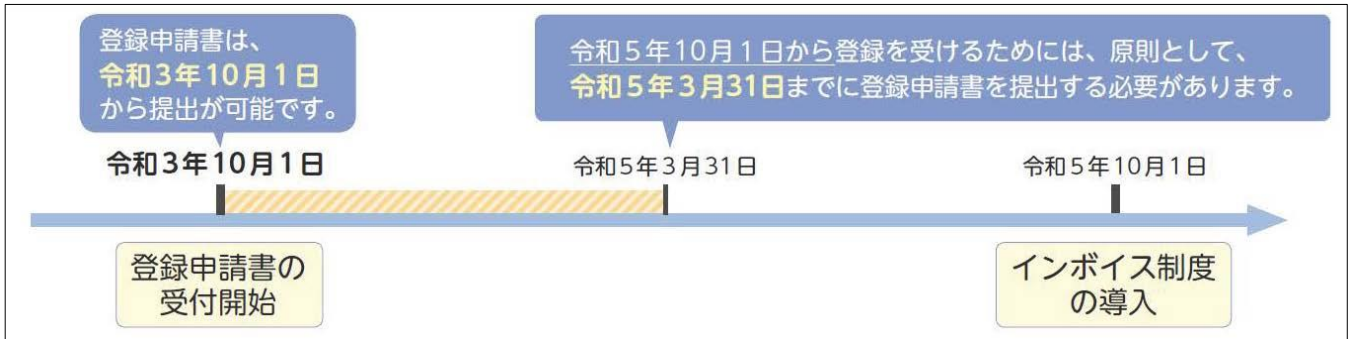 登録申請書は、
令和3年10月1日
から提出が可能です。
令和5年10月1日から登録を受けるためには、原則として、
令和5年3月31日までに登録申請書を提出する必要があります。
令和3年10月1日
令和5年3月31日
令和5年10月1日
登録申請書の
受付開始
インボイス制度
の導入